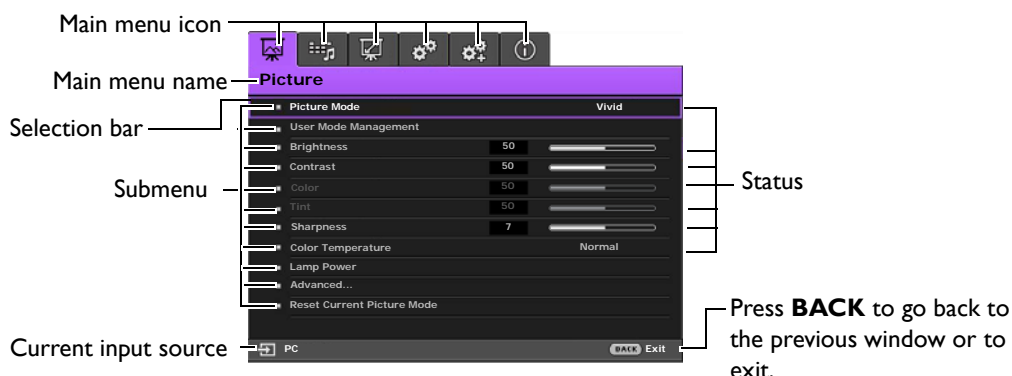 Main menu icon
Main menu name
Picture
Selection bar
Picture Mode Vivid
User Mode Management
Brightness 50
Contrast 50
Submenu
Color 50
Status
Tint 50
Sharpness 7
Color Temperature Normal
Lamp Power
Advanced...
Reset Current Picture Mode
Current input source
PC
BACK Exit
Press BACK to go back to
the previous window or to
exit.